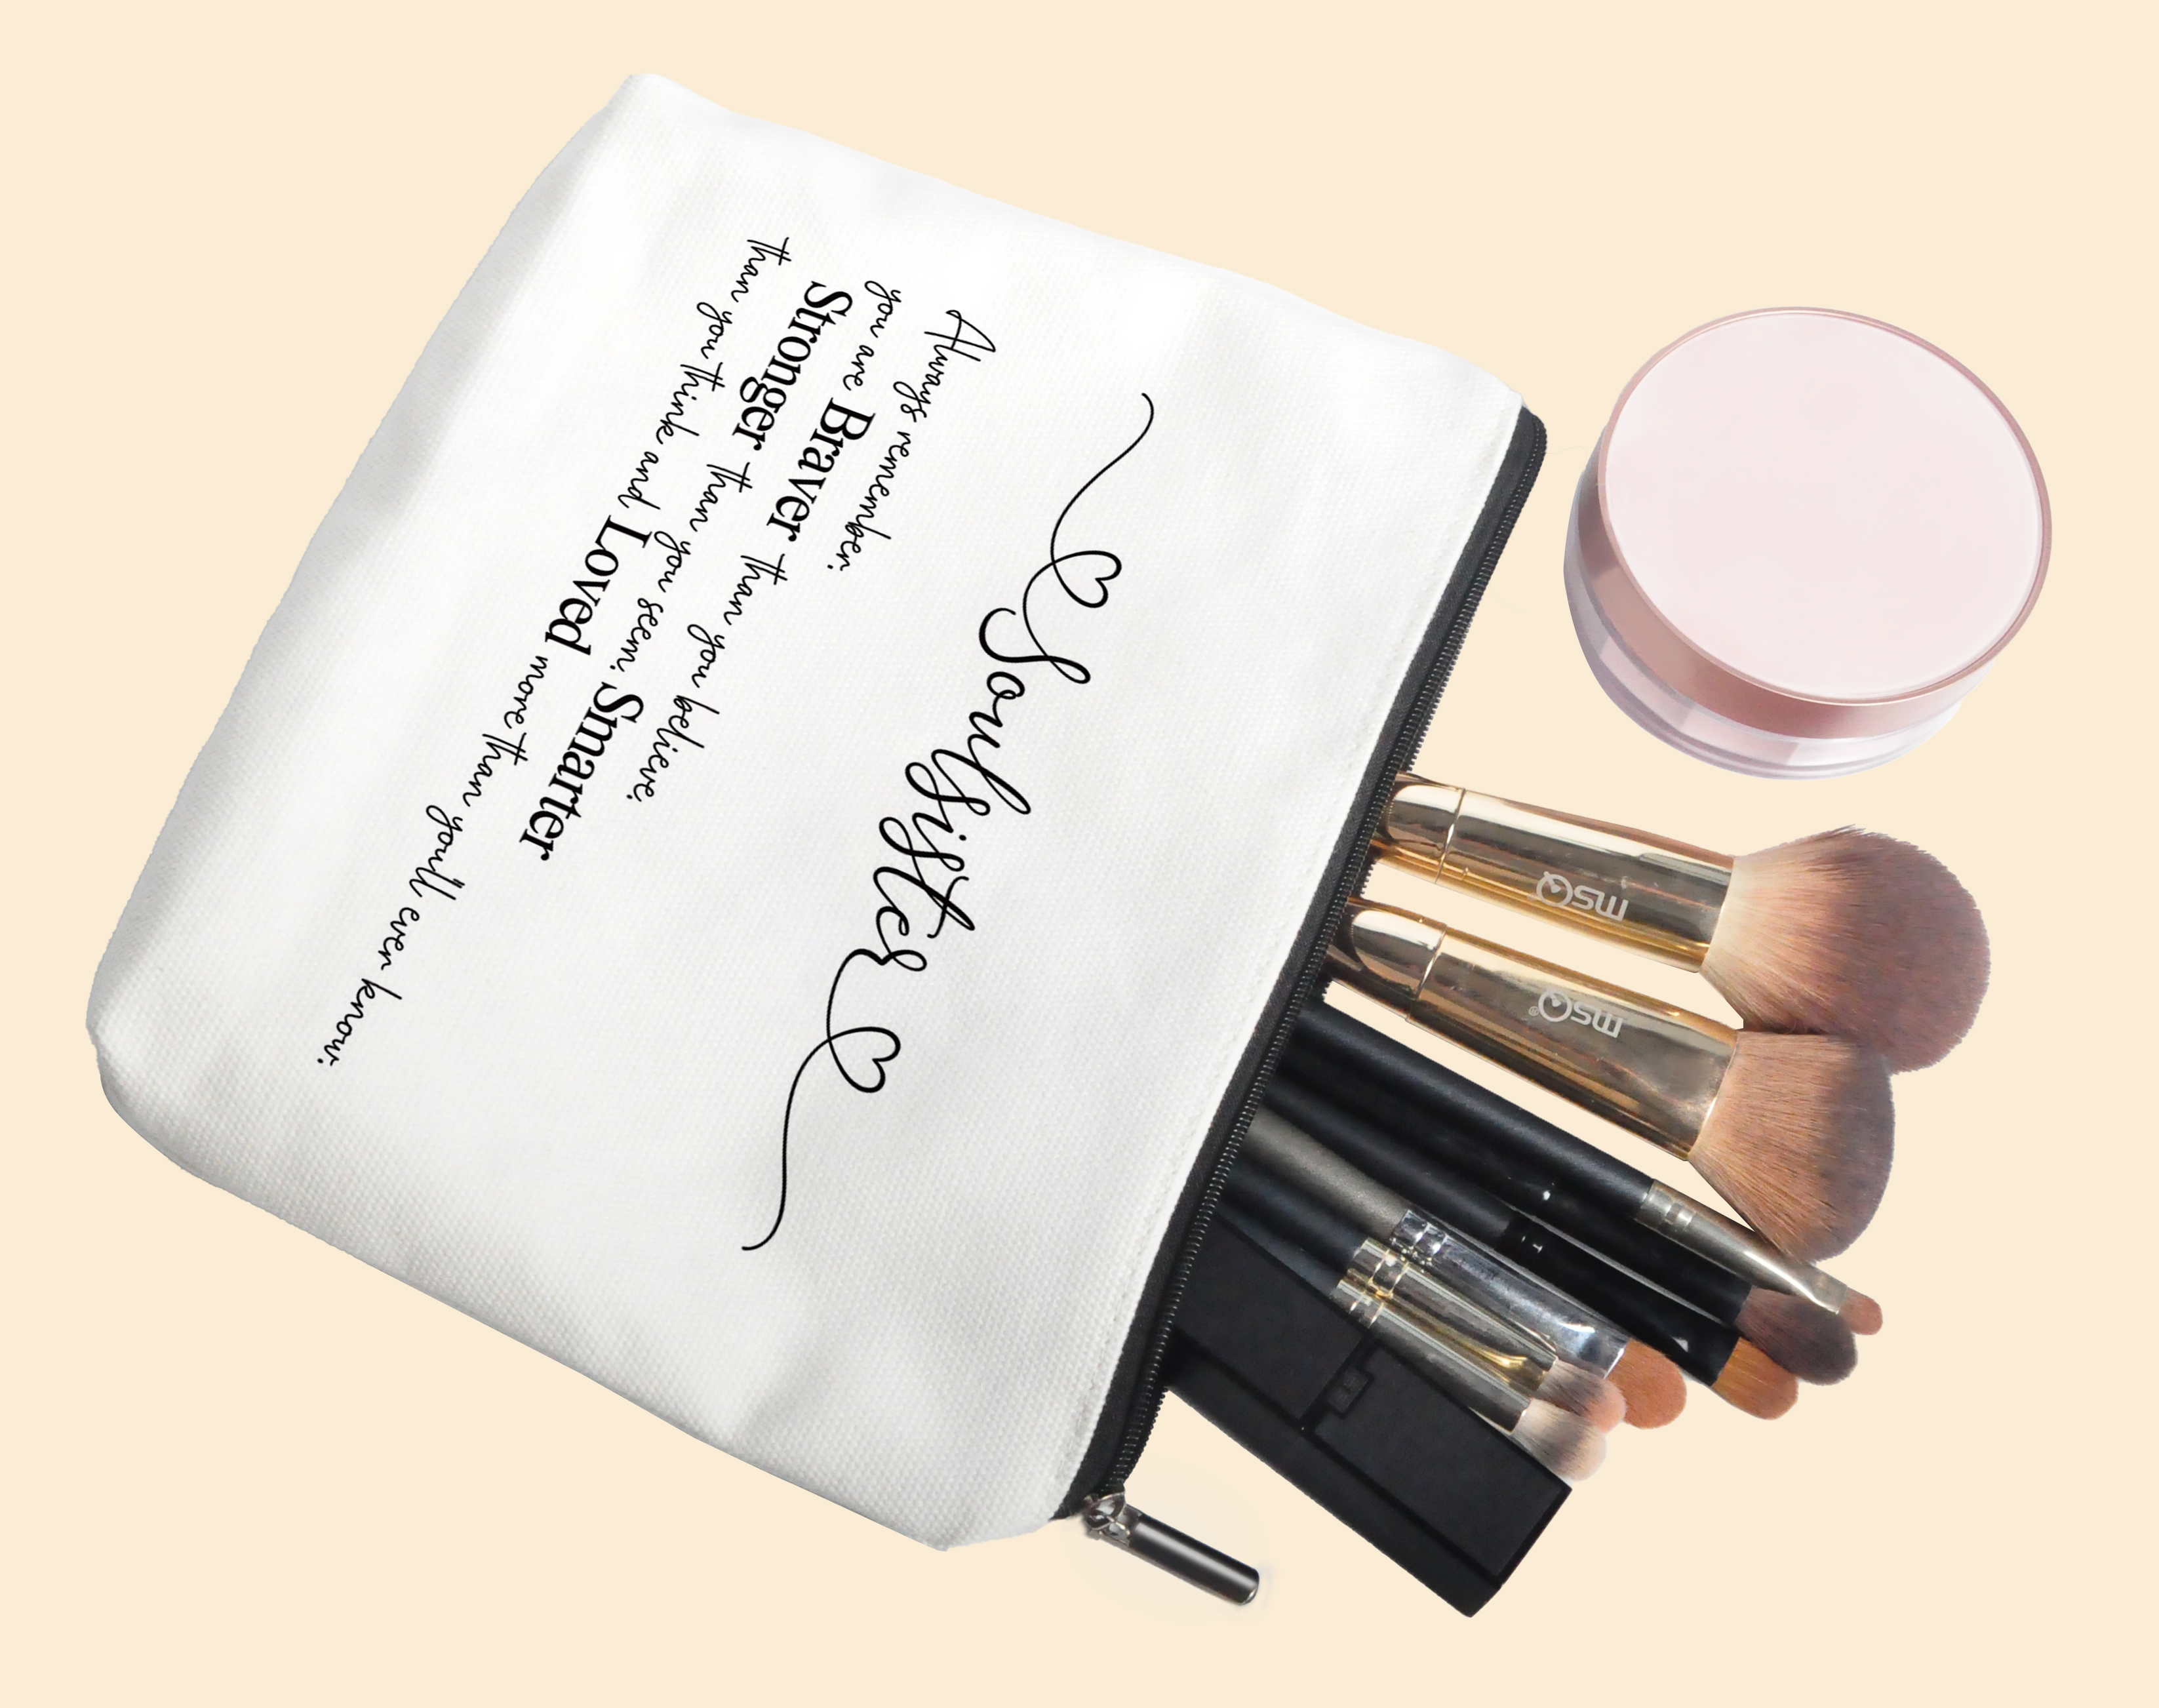 Soulsister
Always remember,
you are Braver than you believe,
Stronger than you seem, Smarter
than you think and Loved more than you'll ever know.
msQ
msQ®